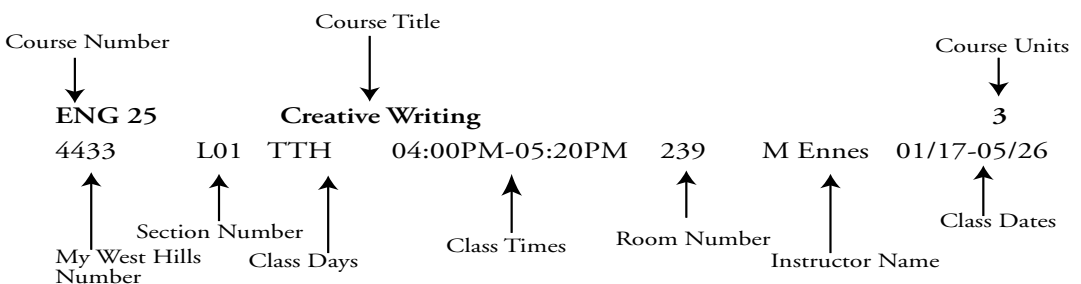 Course Title
Course Number
Course Units
ENG 25 Creative Writing 3
4433 L01 TTH 04:00PM-05:20PM 239 M Ennes 01/17-05/26
Class Dates
Section Number
Room Number
Class Times
My West Hills
Number
Class Days
Instructor Name